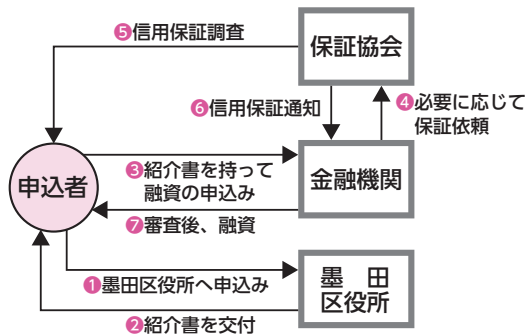 ❺信用保証調査
保証協会
❻信用保証通知
❹必要に応じて
保証依頼
申込者
❸紹介書を持って
融資の申込み
金融機関
❼審査後、融資
❶墨田区役所へ申込み
墨田
区役所
❷紹介書を交付